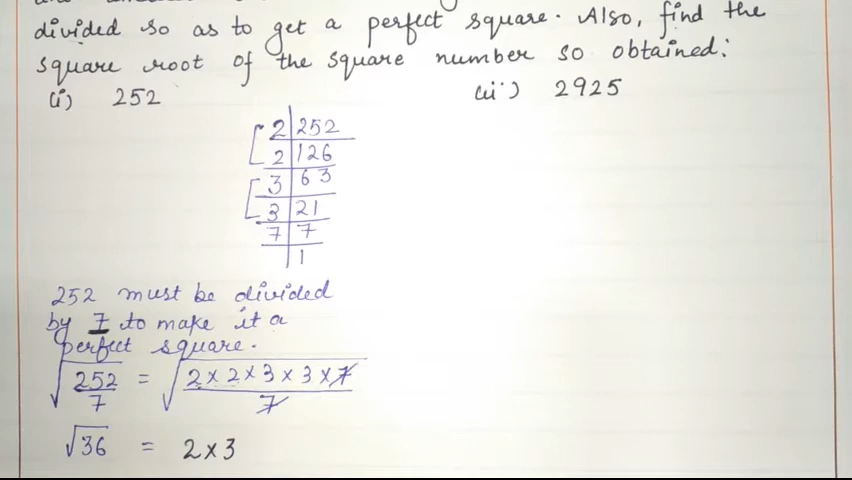 divided so as to get a perfect square. Also, find the
square root of the square number so obtained:
(i) 252 (ii) 2925
2 | 252
2 | 126
3 | 63
3 | 21
7 | 7
| 1
252 must be divided
by 7 to make it a
perfect square.
√252/7 = √2×2×3×3×7/7
√36 = 2×3